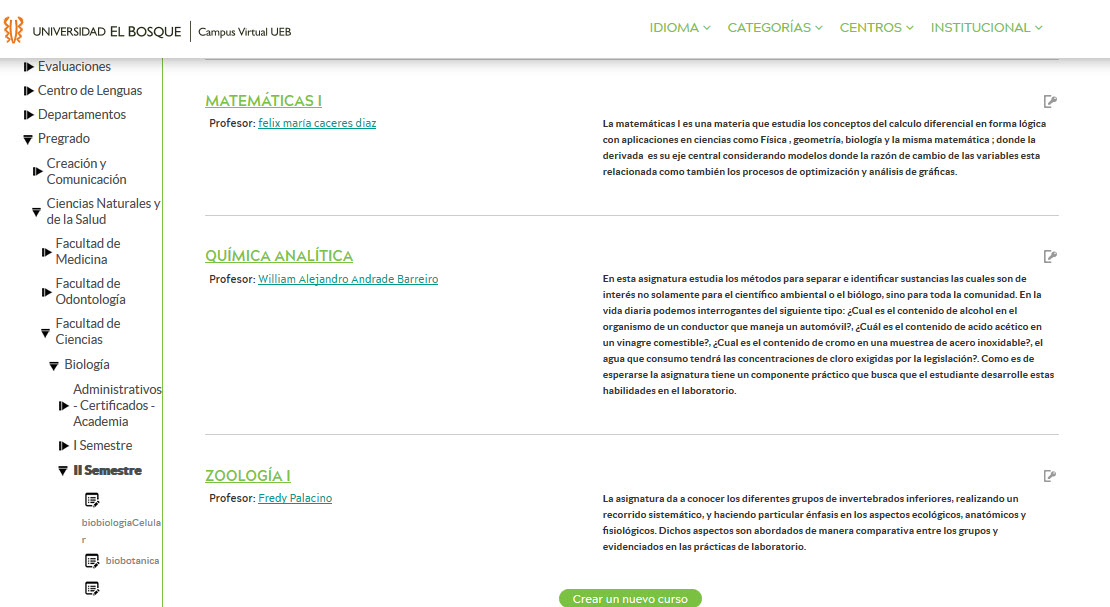 UNIVERSIDAD EL BOSQUE | Campus Virtual UEB
IDIOMA CATEGORÍAS CENTROS INSTITUCIONAL
Evaluaciones
Centro de Lenguas
Departamentos
Pregrado
Creación y
Comunicación
Ciencias Naturales y
de la Salud
Facultad de
Medicina
Facultad de
Odontología
Facultad de
Ciencias
Biología
Administrativos
- Certificados -
Academia
I Semestre
II Semestre
biobiologiaCelula
r
biobotanica
MATEMÁTICAS I
Profesor: felix maría caceres diaz
La matemáticas I es una materia que estudia los conceptos del calculo diferencial en forma lógica
con aplicaciones en ciencias como Física , geometría, biología y la misma matemática ; donde la
derivada es su eje central considerando modelos donde la razón de cambio de las variables esta
relacionada como también los procesos de optimización y análisis de gráficas.
QUÍMICA ANALÍTICA
Profesor: William Alejandro Andrade Barreiro
En esta asignatura estudia los métodos para separar e identificar sustancias las cuales son de
interés no solamente para el científico ambiental o el biólogo, sino para toda la comunidad. En la
vida diaria podemos interrogantes del siguiente tipo: ¿Cual es el contenido de alcohol en el
organismo de un conductor que maneja un automóvil?, ¿Cuál es el contenido de acido acético en
un vinagre comestible?, ¿Cual es el contenido de cromo en una muestrea de acero inoxidable?, el
agua que consumo tendrá las concentraciones de cloro exigidas por la legislación?. Como es de
esperarse la asignatura tiene un componente práctico que busca que el estudiante desarrolle estas
habilidades en el laboratorio.
ZOOLOGÍA I
Profesor: Fredy Palacino
La asignatura da a conocer los diferentes grupos de invertebrados inferiores, realizando un
recorrido sistemático, y haciendo particular énfasis en los aspectos ecológicos, anatómicos y
fisiológicos. Dichos aspectos son abordados de manera comparativa entre los grupos y
evidenciados en las prácticas de laboratorio.
Crear un nuevo curso